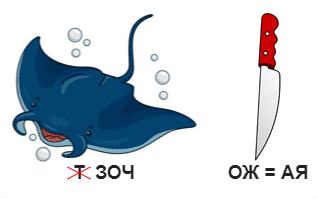 Т ЗОЧ ОЖ = АЯ